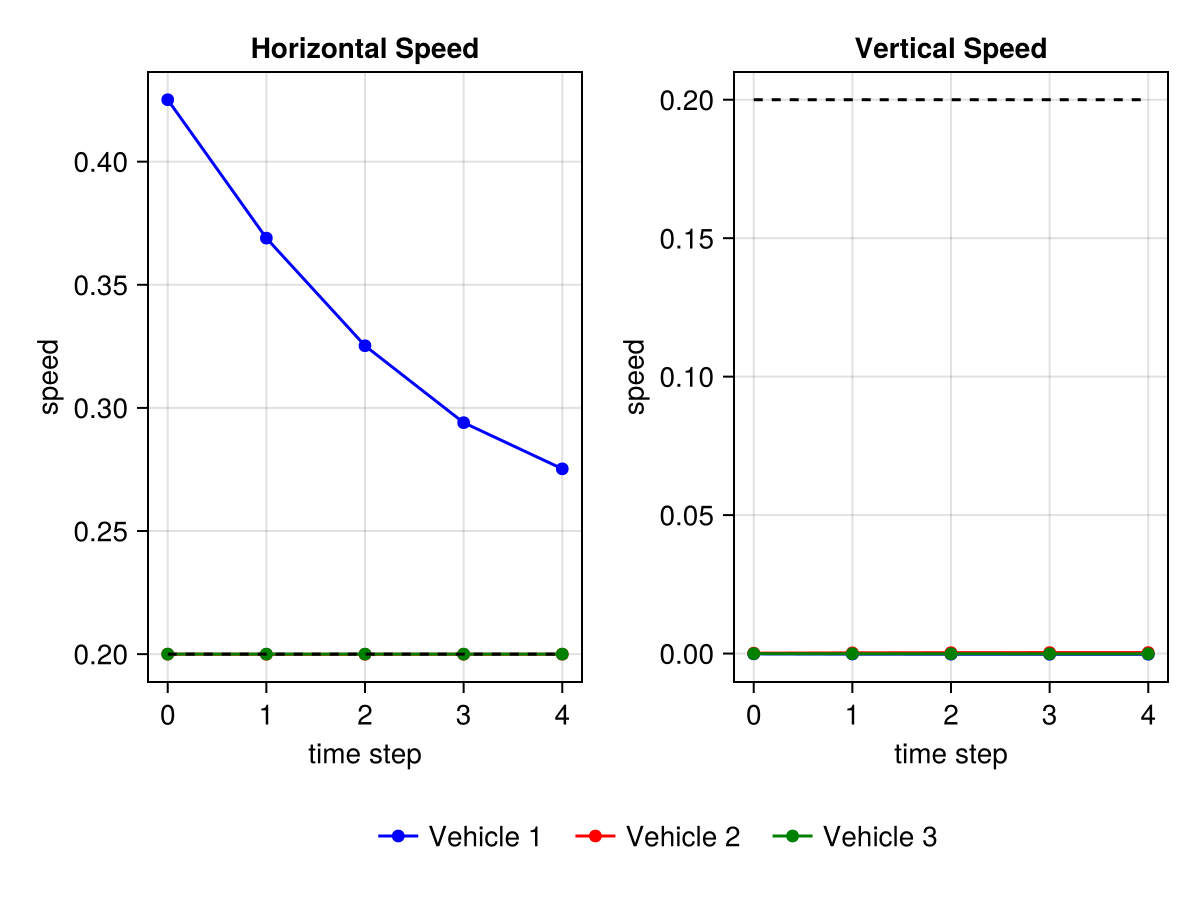 Horizontal Speed
0.40
0.35
0.30
0.25
0.20
speed
0 1 2 3 4
time step
Vertical Speed
0.20
0.15
0.10
0.05
0.00
speed
0 1 2 3 4
time step
Vehicle 1 Vehicle 2 Vehicle 3